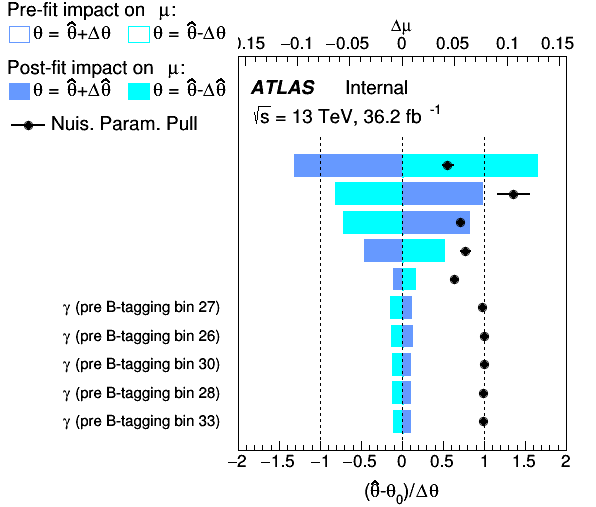 Pre-fit impact on μ:
θ = θ̂+Δθ θ = θ̂-Δθ
Post-fit impact on μ:
θ = θ̂+Δθ̂ θ = θ̂-Δθ̂
Nuis. Param. Pull
Δμ
0.15 −0.1 −0.05 0 0.05 0.1 0.15
ATLAS Internal
√s = 13 TeV, 36.2 fb⁻¹
γ (pre B-tagging bin 27)
γ (pre B-tagging bin 26)
γ (pre B-tagging bin 30)
γ (pre B-tagging bin 28)
γ (pre B-tagging bin 33)
−2 −1.5 −1 −0.5 0 0.5 1 1.5 2
(θ̂-θ₀)/Δθ